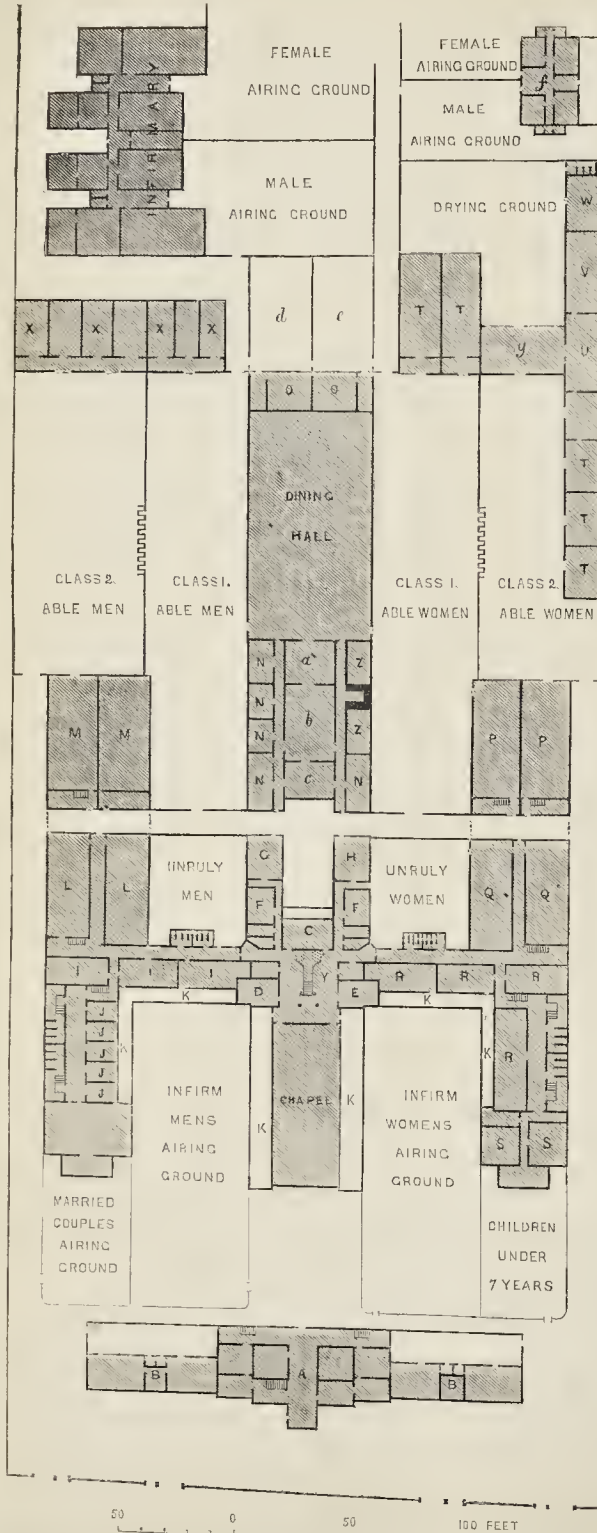 FEMALE
AIRING GROUND
FEMALE
AIRING GROUND
f
INFIRMARY
MALE
AIRING GROUND
MALE
AIRING GROUND
DRYING GROUND
W
V
U
d
e
T
T
y
X
X
X
X
O
O
DINING
HALL
T
T
T
CLASS 2.
ABLE MEN
CLASS 1.
ABLE MEN
CLASS 1.
ABLE WOMEN
CLASS 2.
ABLE WOMEN
N
a
Z
N
b
N
Z
N
c
N
M
M
P
P
L
L
UNRULY
MEN
G
H
UNRULY
WOMEN
Q
Q
F
F
C
I
I
I
Y
R
R
R
D
E
K
K
J
J
J
J
J
K
K
R
CHAPEL
K
K
INFIRM
MENS
AIRING
GROUND
INFIRM
WOMENS
AIRING
GROUND
S
S
MARRIED
COUPLES
AIRING
GROUND
CHILDREN
UNDER
7 YEARS
B
A
B
50
0
50
100 FEET